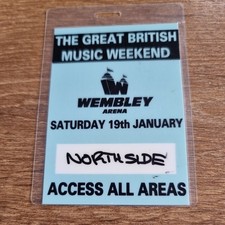 THE GREAT BRITISH
MUSIC WEEKEND
WEMBLEY
ARENA
SATURDAY 19th JANUARY
NORTHSIDE
ACCESS ALL AREAS